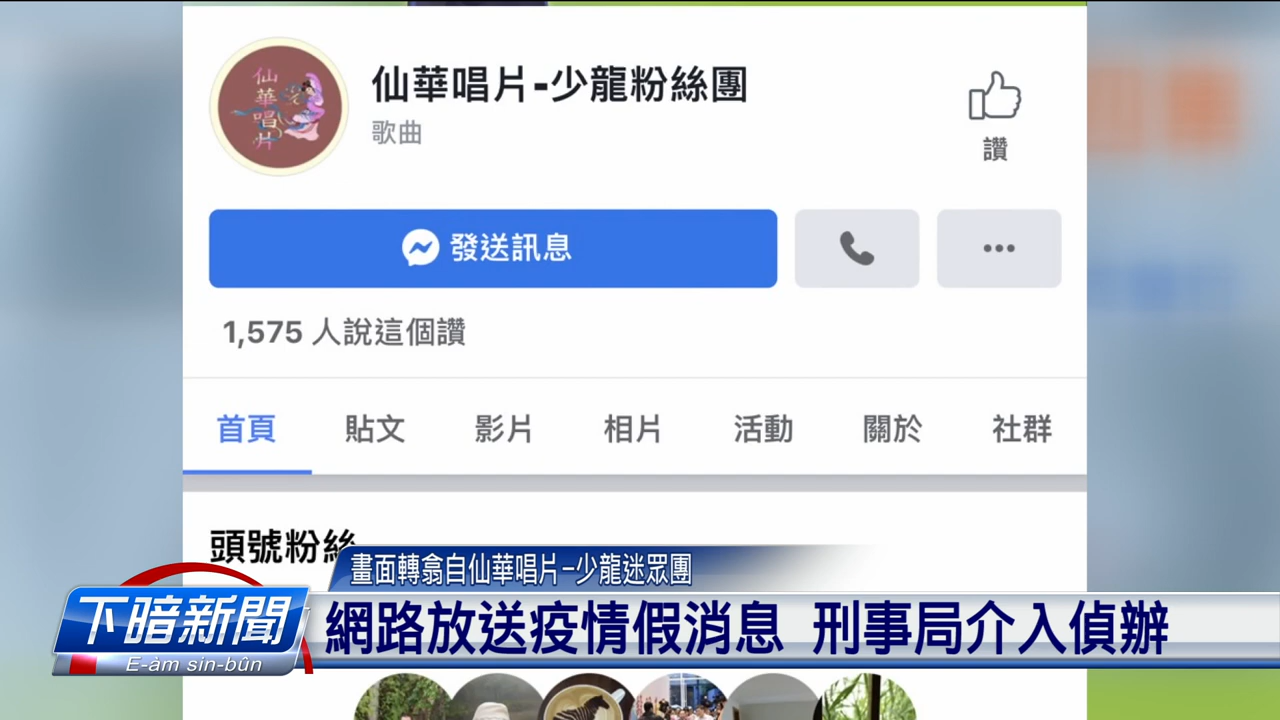 仙華唱片
仙華唱片-少龍粉絲團
歌曲
讚
發送訊息
1,575 人說這個讚
首頁 貼文 影片 相片 活動 關於 社群
頭號粉絲
畫面轉翕自仙華唱片–少龍迷眾團
下暗新聞
E-àm sin-bûn
網路放送疫情假消息 刑事局介入偵辦